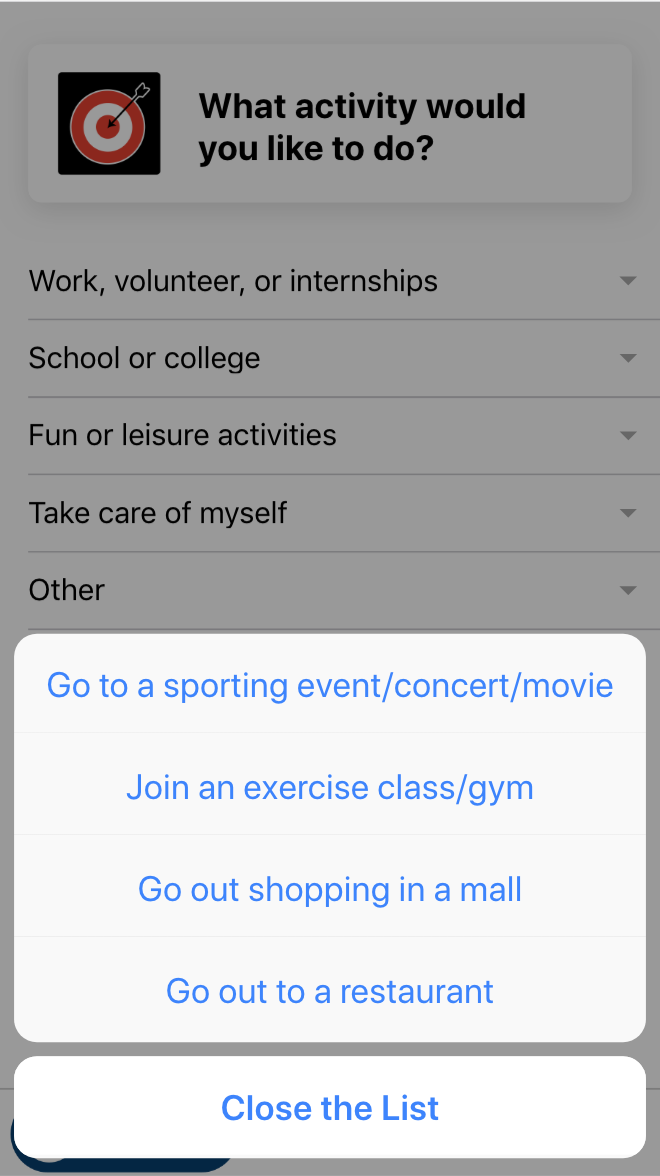 What activity would
you like to do?
Work, volunteer, or internships
School or college
Fun or leisure activities
Take care of myself
Other
Go to a sporting event/concert/movie
Join an exercise class/gym
Go out shopping in a mall
Go out to a restaurant
Close the List